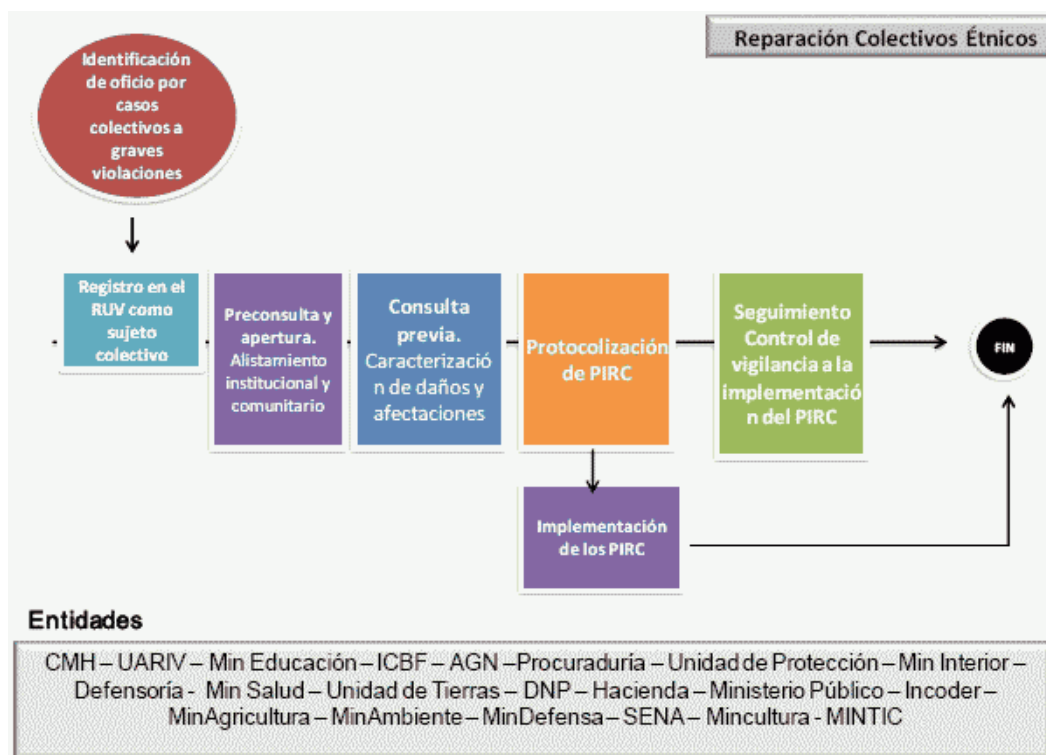 Reparación Colectivos Étnicos
Identificación
de oficio por
casos
colectivos a
graves
violaciones
Registro en el
RUV como
sujeto
colectivo
Preconsulta y
apertura.
Alistamiento
institucional y
comunitario
Consulta
previa.
Caracterizació
n de daños y
afectaciones
Protocolización
de PIRC
Seguimiento
Control de
vigilancia a la
implementació
n del PIRC
FIN
Implementación
de los PIRC
Entidades
CMH – UARIV – Min Educación – ICBF – AGN –Procuraduría – Unidad de Protección – Min Interior –
Defensoría - Min Salud – Unidad de Tierras – DNP – Hacienda – Ministerio Público – Incoder –
MinAgricultura – MinAmbiente – MinDefensa – SENA – Mincultura - MINTIC